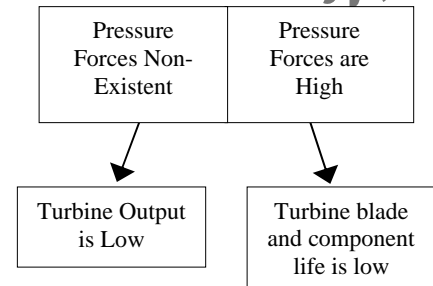 Pressure
Forces Non-
Existent
Pressure
Forces are
High
Turbine Output
is Low
Turbine blade
and component
life is low